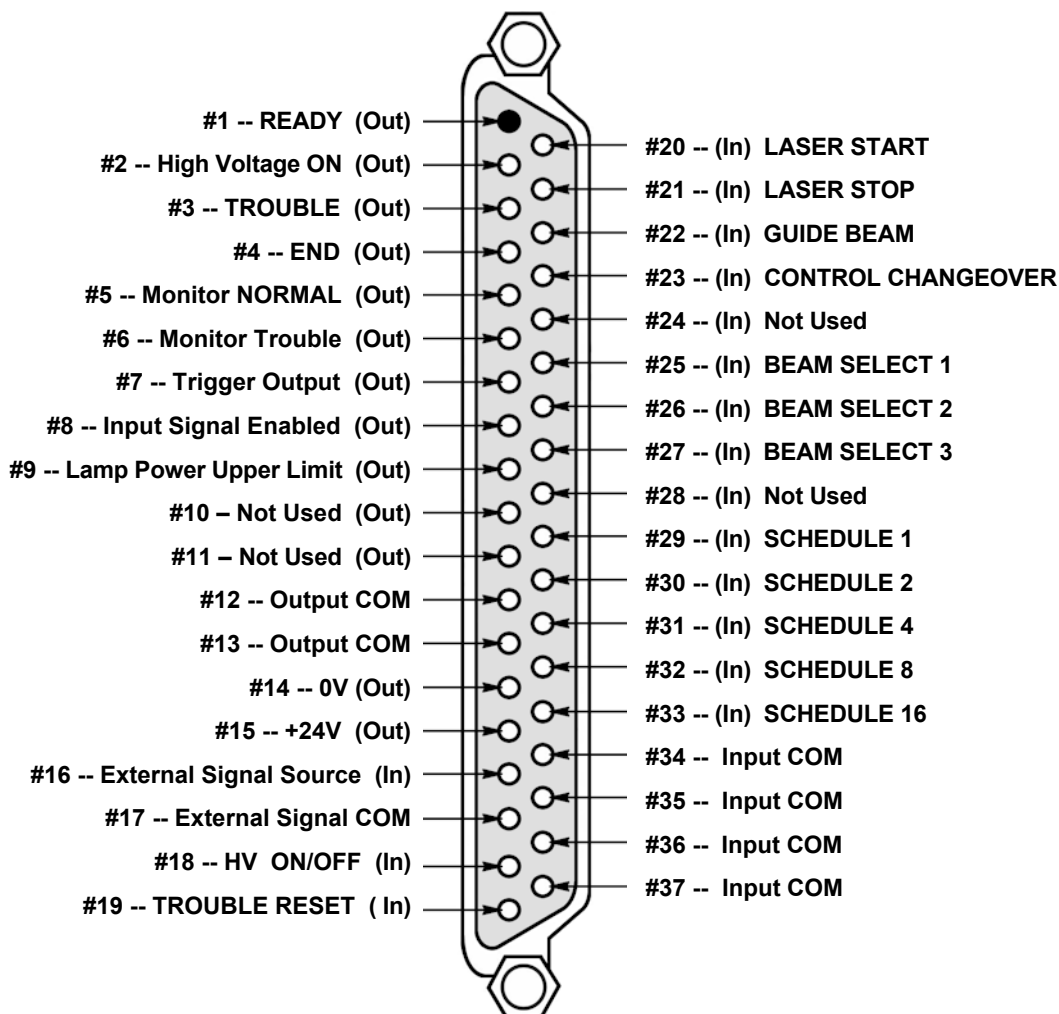 #1 -- READY (Out)
#2 -- High Voltage ON (Out)
#3 -- TROUBLE (Out)
#4 -- END (Out)
#5 -- Monitor NORMAL (Out)
#6 -- Monitor Trouble (Out)
#7 -- Trigger Output (Out)
#8 -- Input Signal Enabled (Out)
#9 -- Lamp Power Upper Limit (Out)
#10 – Not Used (Out)
#11 – Not Used (Out)
#12 -- Output COM
#13 -- Output COM
#14 -- 0V (Out)
#15 -- +24V (Out)
#16 -- External Signal Source (In)
#17 -- External Signal COM
#18 -- HV ON/OFF (In)
#19 -- TROUBLE RESET ( In)
#20 -- (In) LASER START
#21 -- (In) LASER STOP
#22 -- (In) GUIDE BEAM
#23 -- (In) CONTROL CHANGEOVER
#24 -- (In) Not Used
#25 -- (In) BEAM SELECT 1
#26 -- (In) BEAM SELECT 2
#27 -- (In) BEAM SELECT 3
#28 -- (In) Not Used
#29 -- (In) SCHEDULE 1
#30 -- (In) SCHEDULE 2
#31 -- (In) SCHEDULE 4
#32 -- (In) SCHEDULE 8
#33 -- (In) SCHEDULE 16
#34 -- Input COM
#35 -- Input COM
#36 -- Input COM
#37 -- Input COM